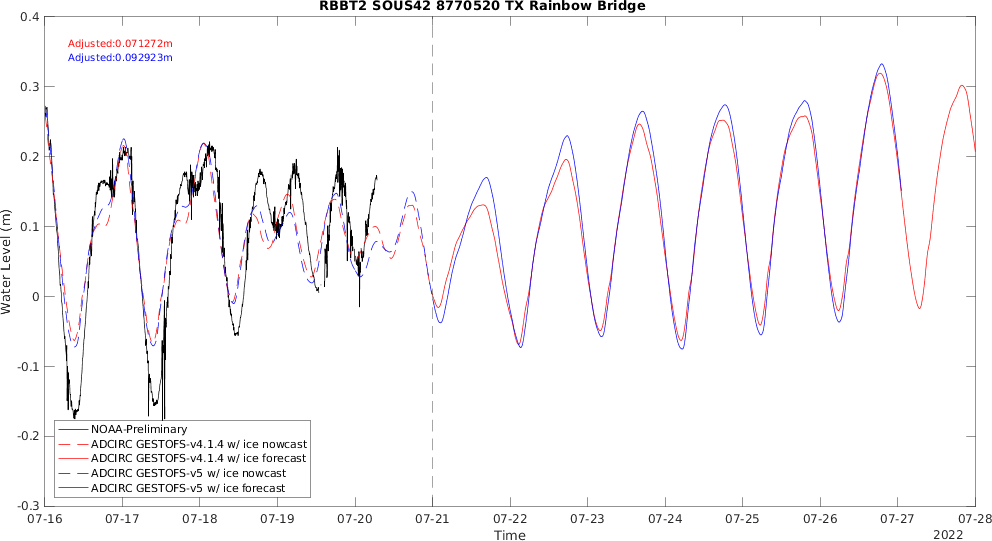 RBBT2 SOUS42 8770520 TX Rainbow Bridge
Adjusted:0.071272m
Adjusted:0.092923m
0.4
0.3
0.2
0.1
0
-0.1
-0.2
-0.3
Water Level (m)
NOAA-Preliminary
ADCIRC GESTOFS-v4.1.4 w/ ice nowcast
ADCIRC GESTOFS-v4.1.4 w/ ice forecast
ADCIRC GESTOFS-v5 w/ ice nowcast
ADCIRC GESTOFS-v5 w/ ice forecast
07-16 07-17 07-18 07-19 07-20 07-21 07-22 07-23 07-24 07-25 07-26 07-27 07-28
Time
2022